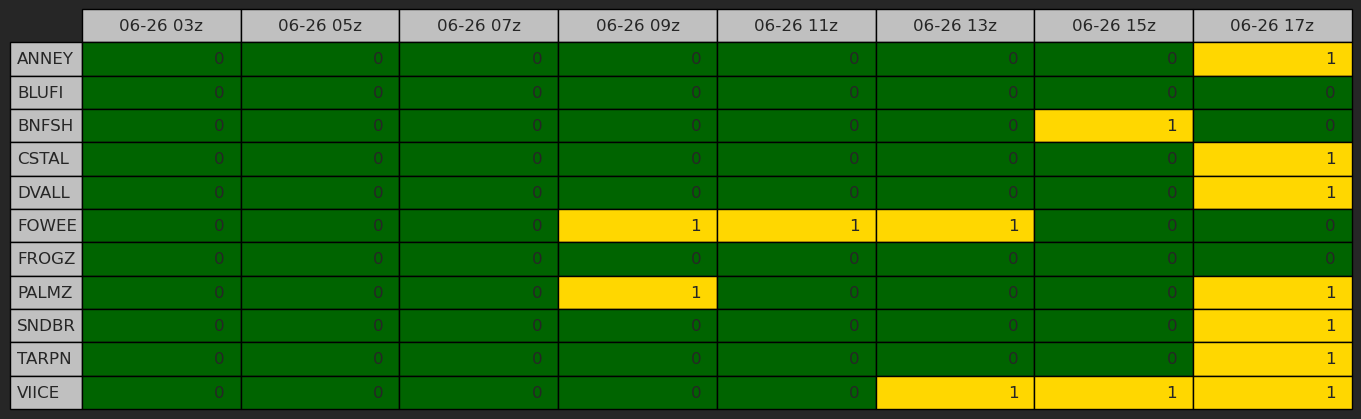 06-26 03z 06-26 05z 06-26 07z 06-26 09z 06-26 11z 06-26 13z 06-26 15z 06-26 17z
ANNEY 0 0 0 0 0 0 0 1
BLUFI 0 0 0 0 0 0 0 0
BNFSH 0 0 0 0 0 0 1 0
CSTAL 0 0 0 0 0 0 0 1
DVALL 0 0 0 0 0 0 0 1
FOWEE 0 0 0 1 1 1 0 0
FROGZ 0 0 0 0 0 0 0 0
PALMZ 0 0 0 1 0 0 0 1
SNDBR 0 0 0 0 0 0 0 1
TARPN 0 0 0 0 0 0 0 1
VIICE 0 0 0 0 0 1 1 1